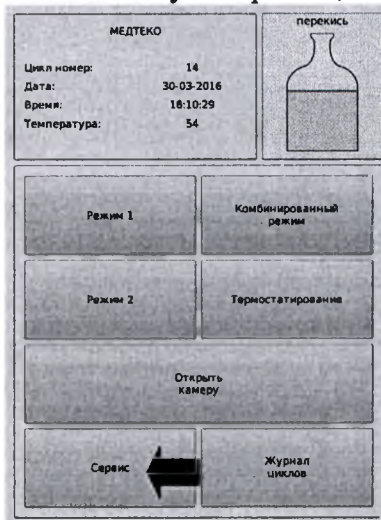 МЕДТЕКО
перекись
Цикл номер: 14
Дата: 30-03-2016
Время: 16:10:29
Температура: 54
Режим 1
Комбинированный
режим
Режим 2
Термостатирование
Открыть
камеру
Сервис
Журнал
циклов